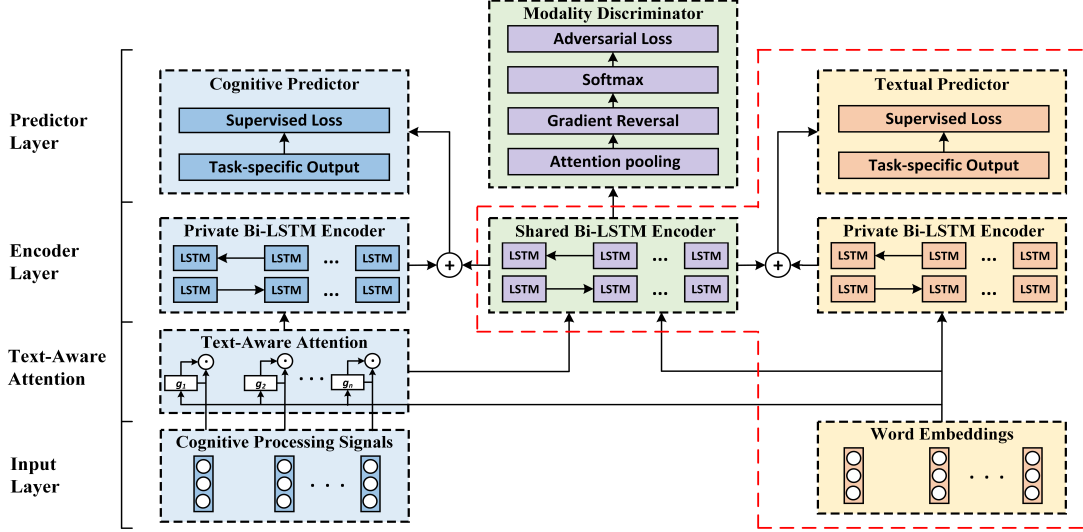 Modality Discriminator
Adversarial Loss
Softmax
Gradient Reversal
Attention pooling
Predictor
Layer
Cognitive Predictor
Supervised Loss
Task-specific Output
Textual Predictor
Supervised Loss
Task-specific Output
Encoder
Layer
Private Bi-LSTM Encoder
LSTM LSTM ... LSTM
LSTM LSTM ... LSTM
+
Shared Bi-LSTM Encoder
LSTM LSTM ... LSTM
LSTM LSTM ... LSTM
+
Private Bi-LSTM Encoder
LSTM LSTM ... LSTM
LSTM LSTM ... LSTM
Text-Aware
Attention
Text-Aware Attention
g1 g2 . . . gn
Input
Layer
Cognitive Processing Signals
. . .
Word Embeddings
. . .